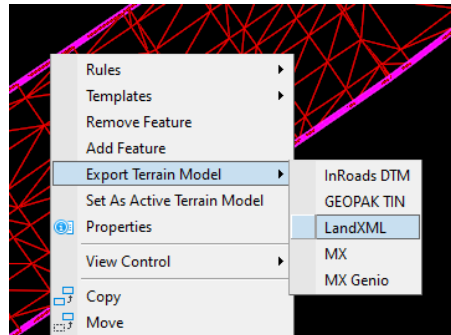 Rules
Templates
Remove Feature
Add Feature
Export Terrain Model
Set As Active Terrain Model
Properties
View Control
Copy
Move
InRoads DTM
GEOPAK TIN
LandXML
MX
MX Genio